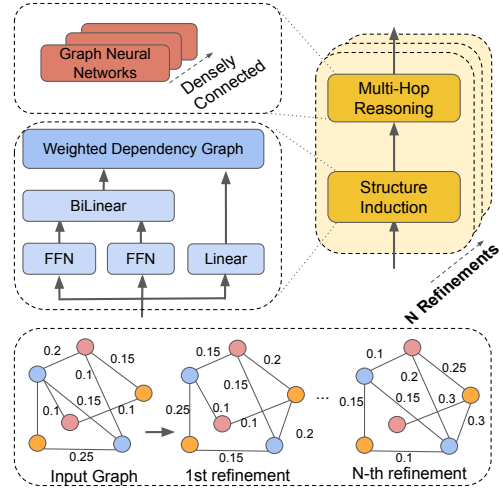 Graph Neural
Networks
Densely
Connected
Multi-Hop
Reasoning
Structure
Induction
N Refinements
Weighted Dependency Graph
BiLinear
FFN
FFN
Linear
0.2
0.15
0.1
0.15
0.1
0.1
0.25
Input Graph
0.15
0.2
0.15
0.1
0.1
0.25
0.2
0.15
1st refinement
...
0.1
0.25
0.2
0.15
0.15
0.3
0.3
0.1
N-th refinement